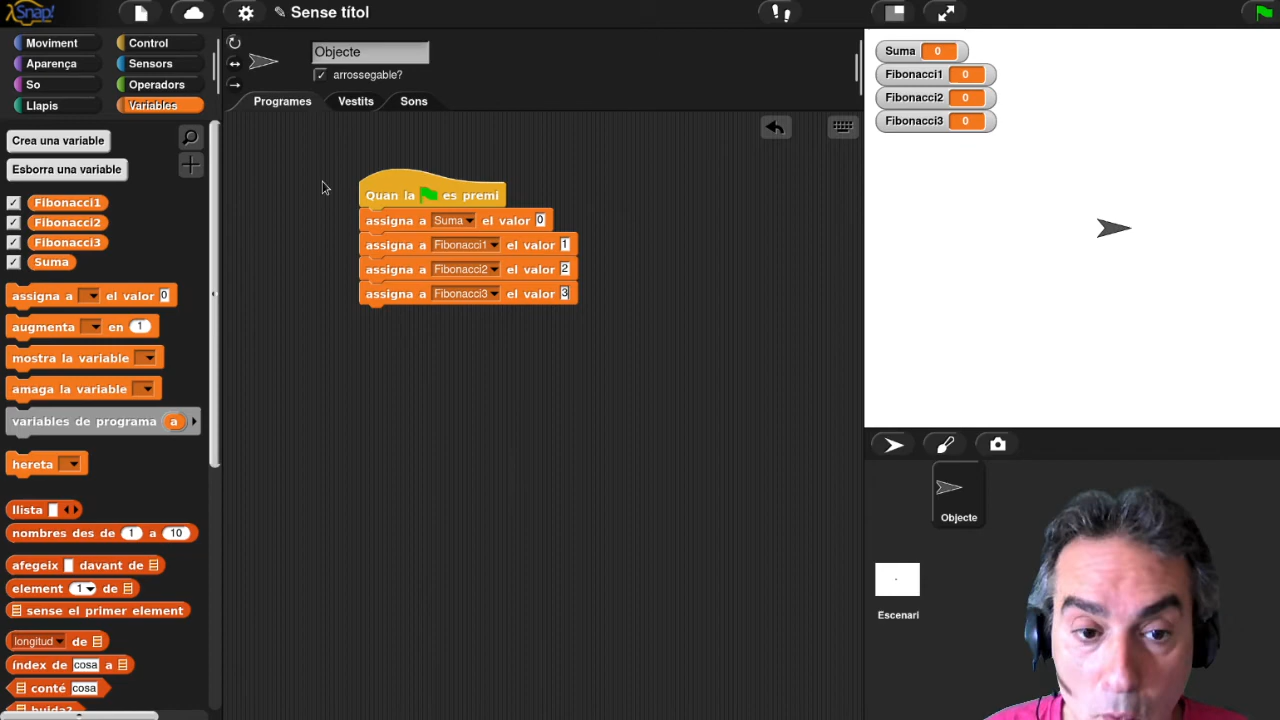 Snap!
Sense títol
Moviment
Control
Aparença
Sensors
So
Operadors
Llapis
Variables
Objecte
arrossegable?
Programes
Vestits
Sons
Crea una variable
Esborra una variable
Fibonacci1
Fibonacci2
Fibonacci3
Suma
assigna a el valor 0
augmenta en 1
mostra la variable
amaga la variable
variables de programa a
hereta
llista
nombres des de 1 a 10
afegeix davant de
element 1 de
sense el primer element
longitud de
índex de cosa a
conté cosa
buida?
Quan la es premi
assigna a Suma el valor 0
assigna a Fibonacci1 el valor 1
assigna a Fibonacci2 el valor 2
assigna a Fibonacci3 el valor 3
Suma 0
Fibonacci1 0
Fibonacci2 0
Fibonacci3 0
Objecte
Escenari